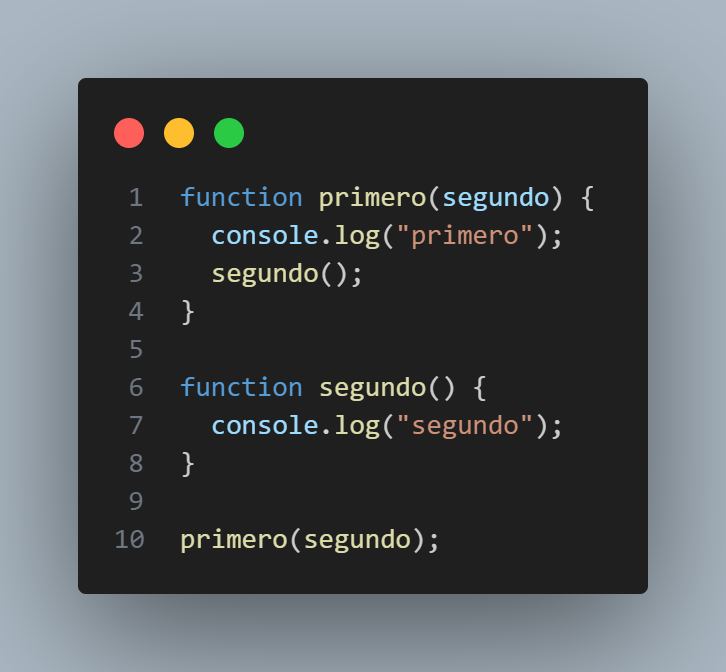 1 function primero(segundo) {
2   console.log("primero");
3   segundo();
4 }
5
6 function segundo() {
7   console.log("segundo");
8 }
9
10 primero(segundo);